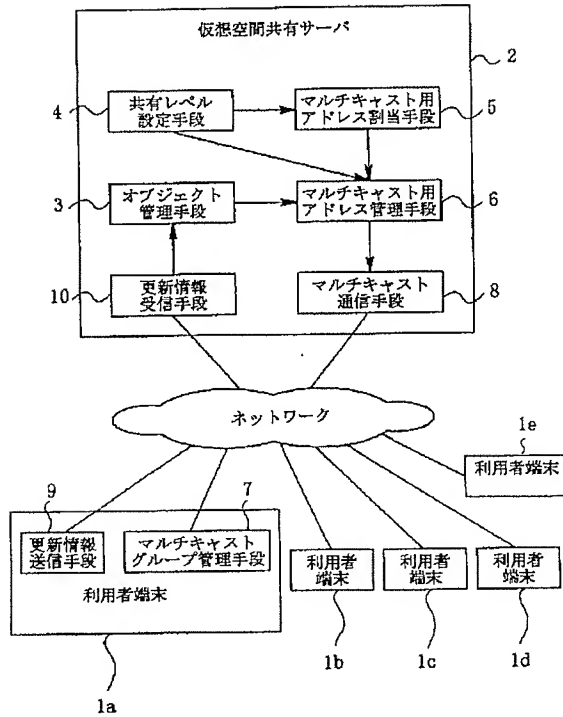 仮想空間共有サーバ
2
4
共有レベル
設定手段
マルチキャスト用
アドレス割当手段
5
3
オブジェクト
管理手段
マルチキャスト用
アドレス管理手段
6
10
更新情報
受信手段
マルチキャスト
通信手段
8
ネットワーク
1e
利用者端末
9
更新情報
送信手段
7
マルチキャスト
グループ管理手段
利用者端末
1a
利用者
端末
1b
利用者
端末
1c
利用者
端末
1d